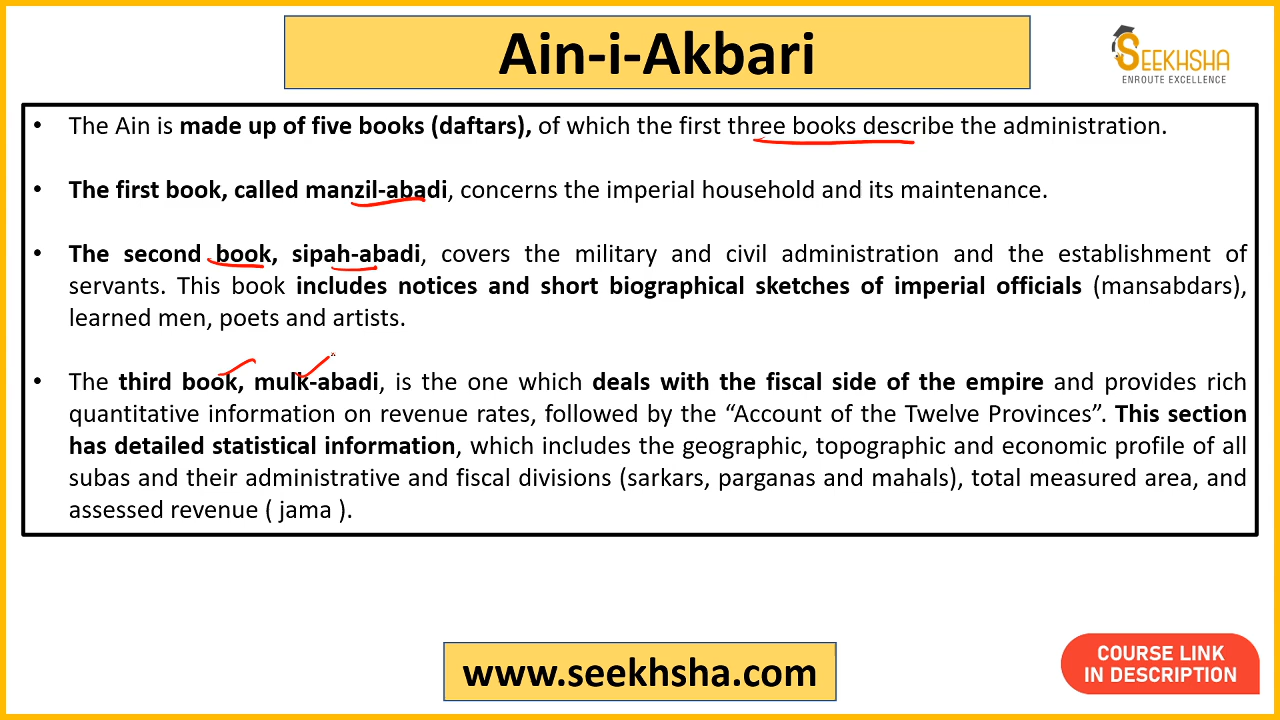 Ain-i-Akbari
SEEKHSHA
ENROUTE EXCELLENCE
• The Ain is made up of five books (daftars), of which the first three books describe the administration.
• The first book, called manzil-abadi, concerns the imperial household and its maintenance.
• The second book, sipah-abadi, covers the military and civil administration and the establishment of
servants. This book includes notices and short biographical sketches of imperial officials (mansabdars),
learned men, poets and artists.
• The third book, mulk-abadi, is the one which deals with the fiscal side of the empire and provides rich
quantitative information on revenue rates, followed by the “Account of the Twelve Provinces”. This section
has detailed statistical information, which includes the geographic, topographic and economic profile of all
subas and their administrative and fiscal divisions (sarkars, parganas and mahals), total measured area, and
assessed revenue ( jama ).
www.seekhsha.com
COURSE LINK
IN DESCRIPTION